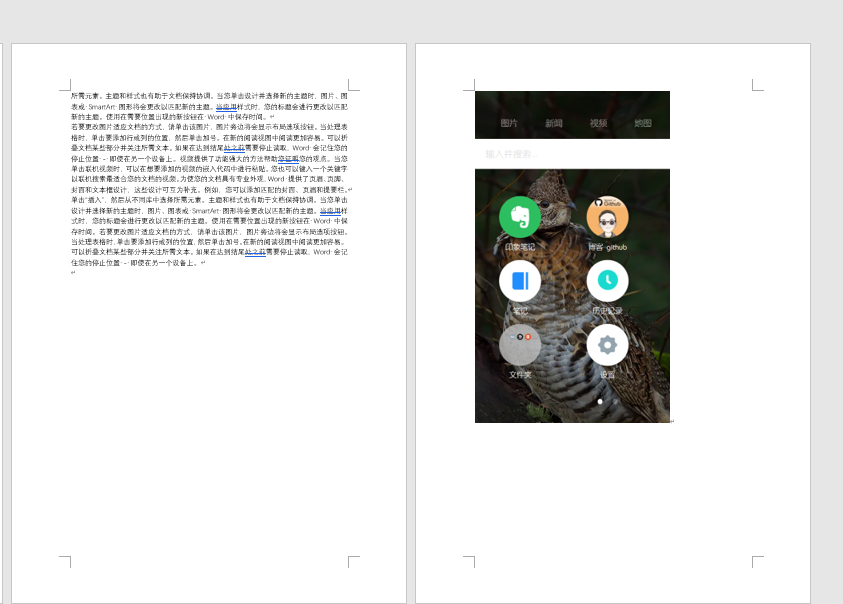 所需元素。主题和样式也有助于文档保持协调。当您单击设计并选择新的主题时，图片、图
表或 SmartArt 图形将会更改以匹配新的主题。当应用样式时，您的标题会进行更改以匹配
新的主题。使用在需要位置出现的新按钮在 Word 中保存时间。
若要更改图片适应文档的方式，请单击该图片，图片旁边将会显示布局选项按钮。当处理表
格时，单击要添加行或列的位置，然后单击加号。在新的阅读视图中阅读更加容易。可以折
叠文档某些部分并关注所需文本。如果在达到结尾处之前需要停止读取，Word 会记住您的
停止位置 - 即使在另一个设备上。视频提供了功能强大的方法帮助您证明您的观点。当您
单击联机视频时，可以在想要添加的视频的嵌入代码中进行粘贴。您也可以键入一个关键字
以联机搜索最适合您的文档的视频。为使您的文档具有专业外观，Word 提供了页眉、页脚、
封面和文本框设计，这些设计可互为补充。例如，您可以添加匹配的封面、页眉和提要栏。
单击“插入”，然后从不同库中选择所需元素。主题和样式也有助于文档保持协调。当您单击
设计并选择新的主题时，图片、图表或 SmartArt 图形将会更改以匹配新的主题。当应用样
式时，您的标题会进行更改以匹配新的主题。使用在需要位置出现的新按钮在 Word 中保
存时间。若要更改图片适应文档的方式，请单击该图片，图片旁边将会显示布局选项按钮。
当处理表格时，单击要添加行或列的位置，然后单击加号。在新的阅读视图中阅读更加容易。
可以折叠文档某些部分并关注所需文本。如果在达到结尾处之前需要停止读取，Word 会记
住您的停止位置 - 即使在另一个设备上。
图片 新闻 视频 地图
输入并搜索...
印象笔记 博客-github
笔记 历史记录
文件夹 设置